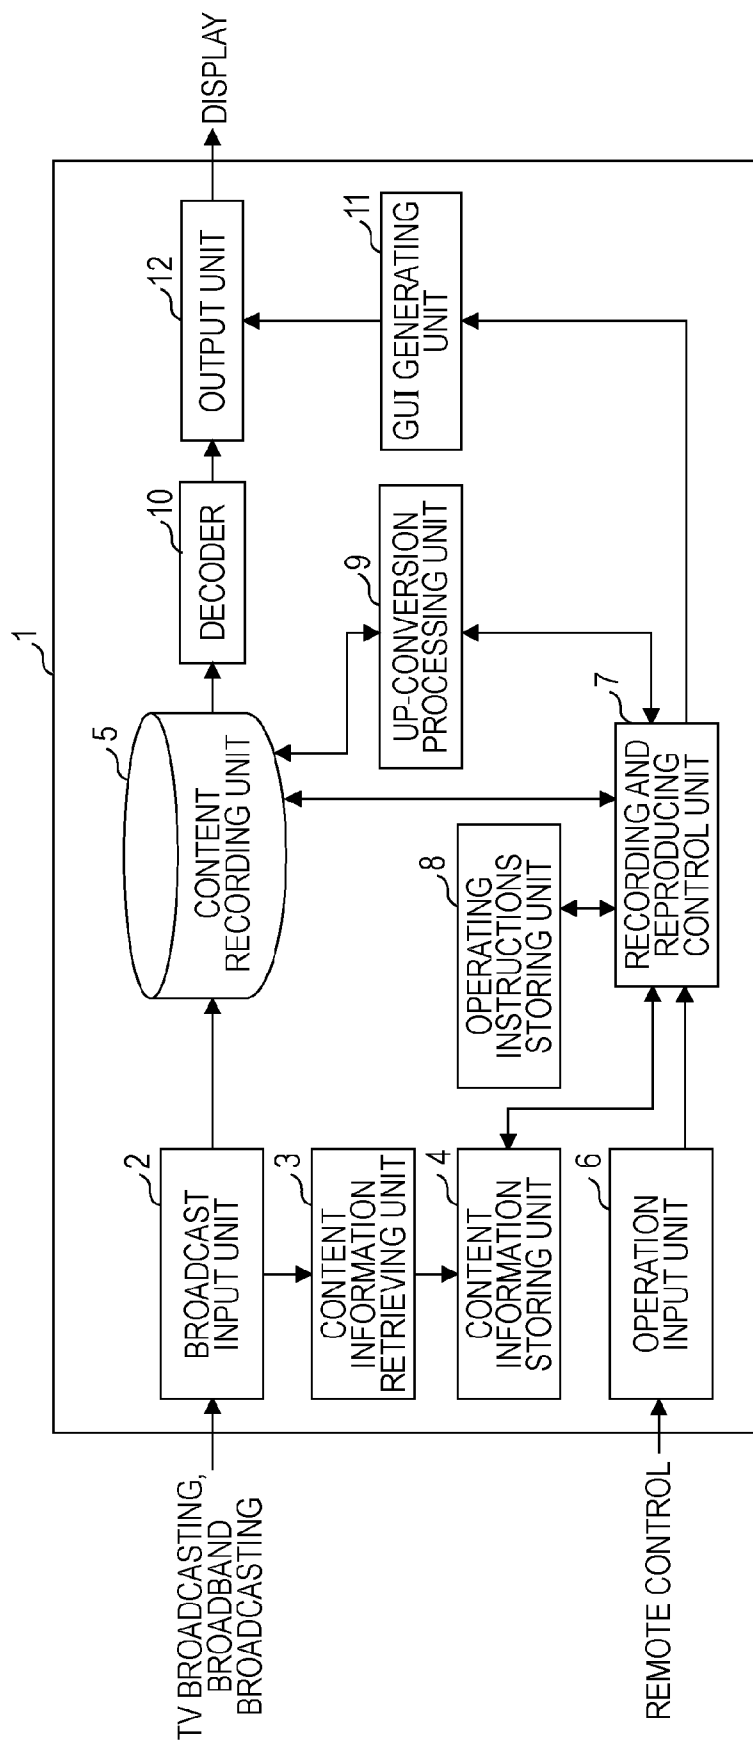 1
TV BROADCASTING,
BROADBAND
BROADCASTING
2
BROADCAST
INPUT UNIT
5
CONTENT
RECORDING UNIT
10
DECODER
12
OUTPUT UNIT
DISPLAY
3
CONTENT
INFORMATION
RETRIEVING UNIT
4
CONTENT
INFORMATION
STORING UNIT
8
OPERATING
INSTRUCTIONS
STORING UNIT
9
UP-CONVERSION
PROCESSING UNIT
11
GUI GENERATING
UNIT
REMOTE CONTROL
6
OPERATION
INPUT UNIT
7
RECORDING AND
REPRODUCING
CONTROL UNIT